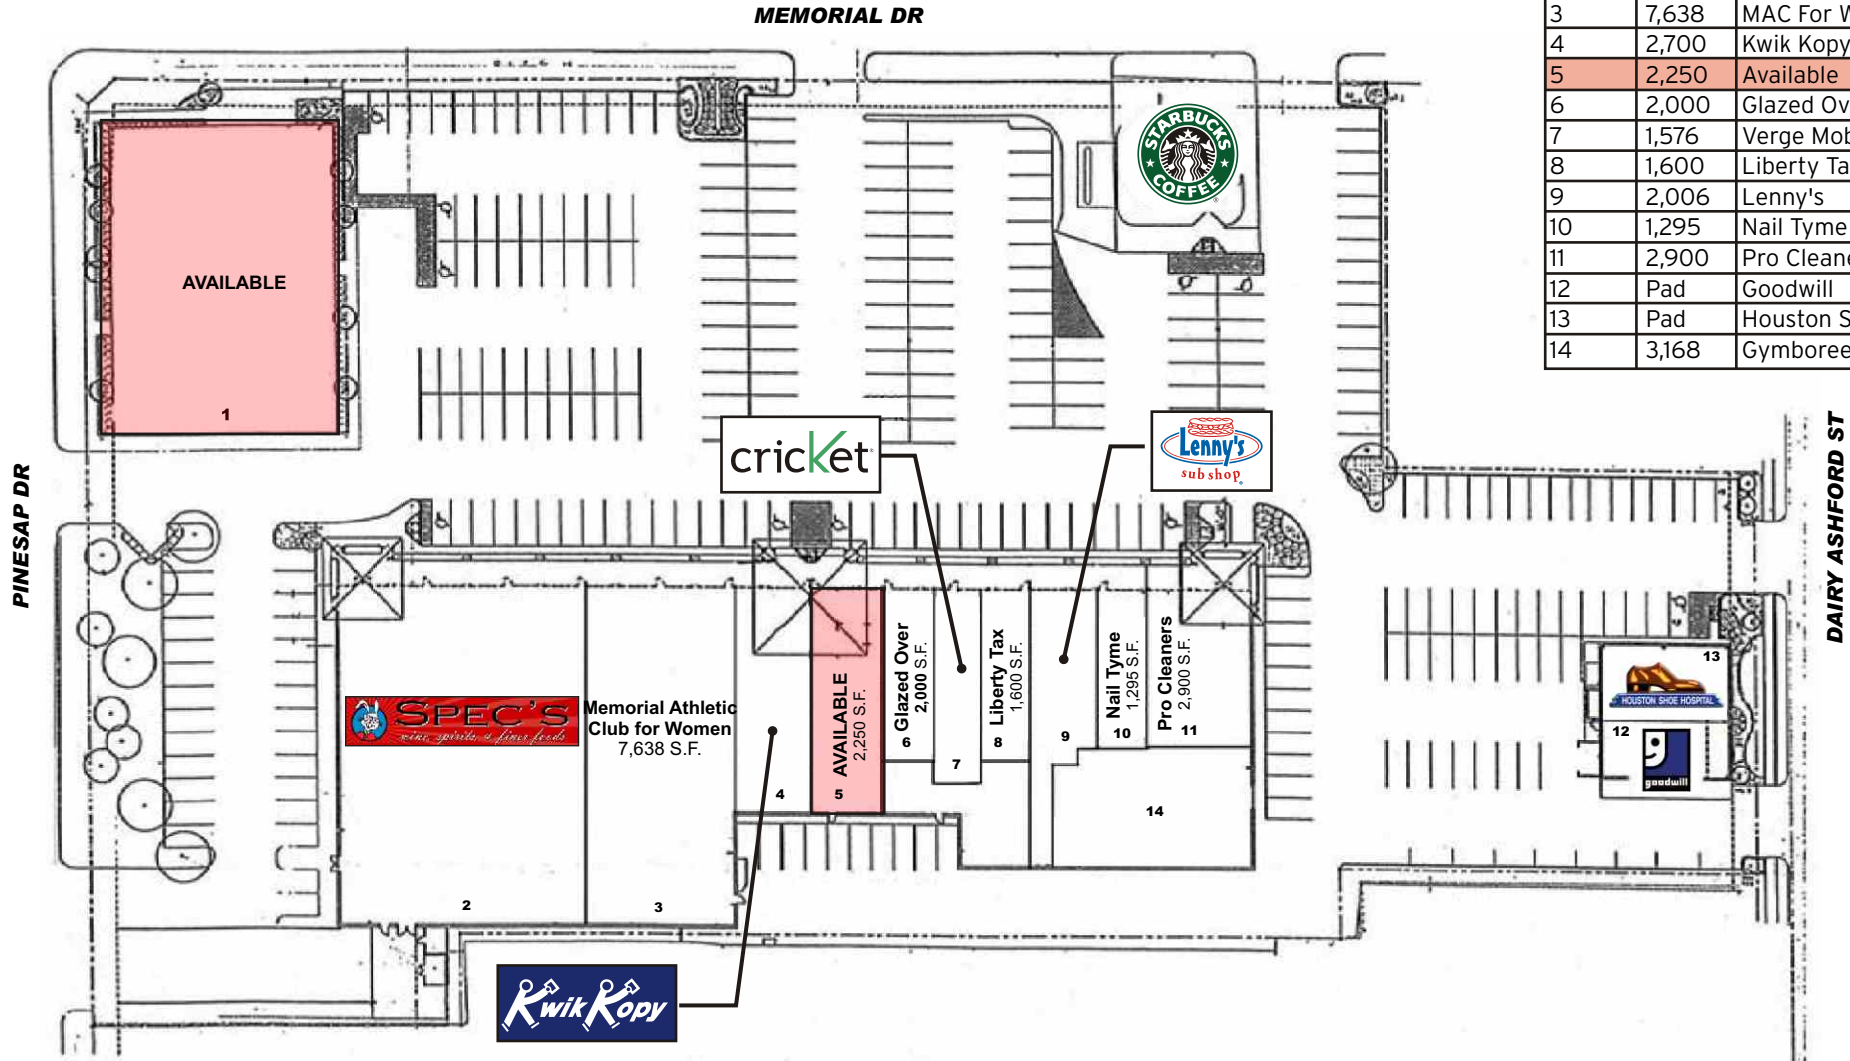 MEMORIAL DR
3 7,638 MAC For W
4 2,700 Kwik Kopy
5 2,250 Available
6 2,000 Glazed Ov
7 1,576 Verge Mob
8 1,600 Liberty Ta
9 2,006 Lenny's
10 1,295 Nail Tyme
11 2,900 Pro Cleane
12 Pad Goodwill
13 Pad Houston S
14 3,168 Gymboree
STARBUCKS
COFFEE
AVAILABLE
1
PINESAP DR
DAIRY ASHFORD ST
cricket
Lenny's
sub shop
SPEC'S
wine, spirits, & finer foods
2
Memorial Athletic
Club for Women
7,638 S.F.
3
4
AVAILABLE
2,250 S.F.
5
Glazed Over
2,000 S.F.
6
7
Liberty Tax
1,600 S.F.
8
9
Nail Tyme
1,295 S.F.
10
Pro Cleaners
2,900 S.F.
11
14
13
HOUSTON SHOE HOSPITAL
12
goodwill
Kwik Kopy